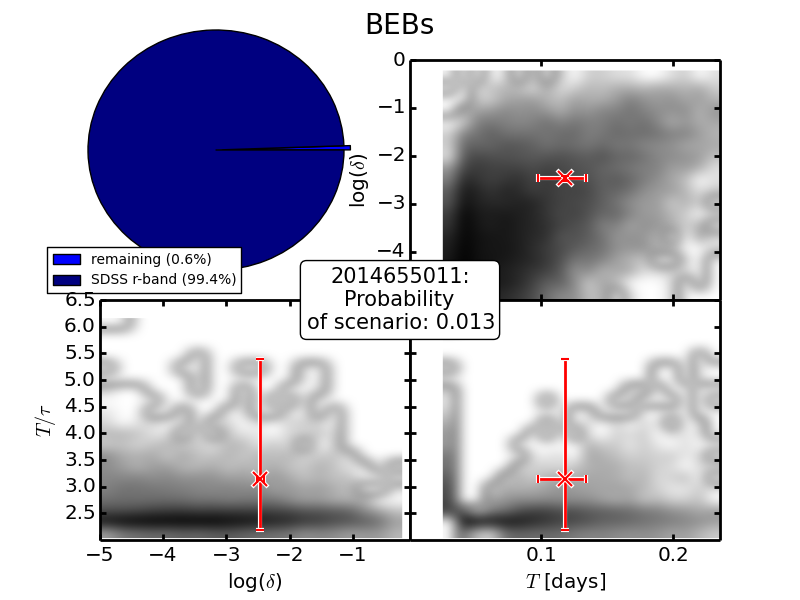 BEBs
remaining (0.6%)
SDSS r-band (99.4%)
0
−1
−2
−3
−4
log(δ)
2014655011:
Probability
of scenario: 0.013
6.5
6.0
5.5
5.0
4.5
4.0
3.5
3.0
2.5
T/τ
−5 −4 −3 −2 −1
log(δ)
0.1 0.2
T [days]